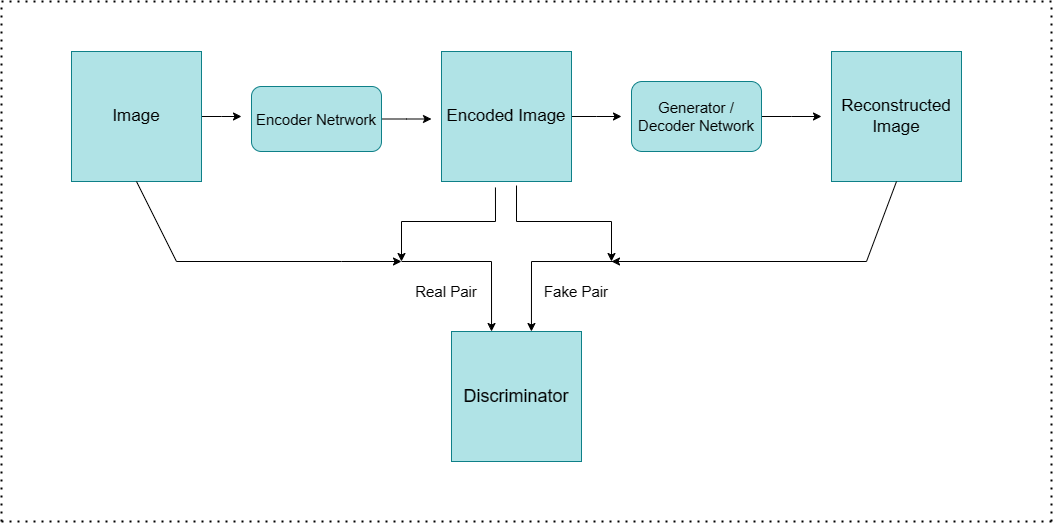 Image
Encoder Netrwork
Encoded Image
Generator /
Decoder Network
Reconstructed
Image
Real Pair
Fake Pair
Discriminator